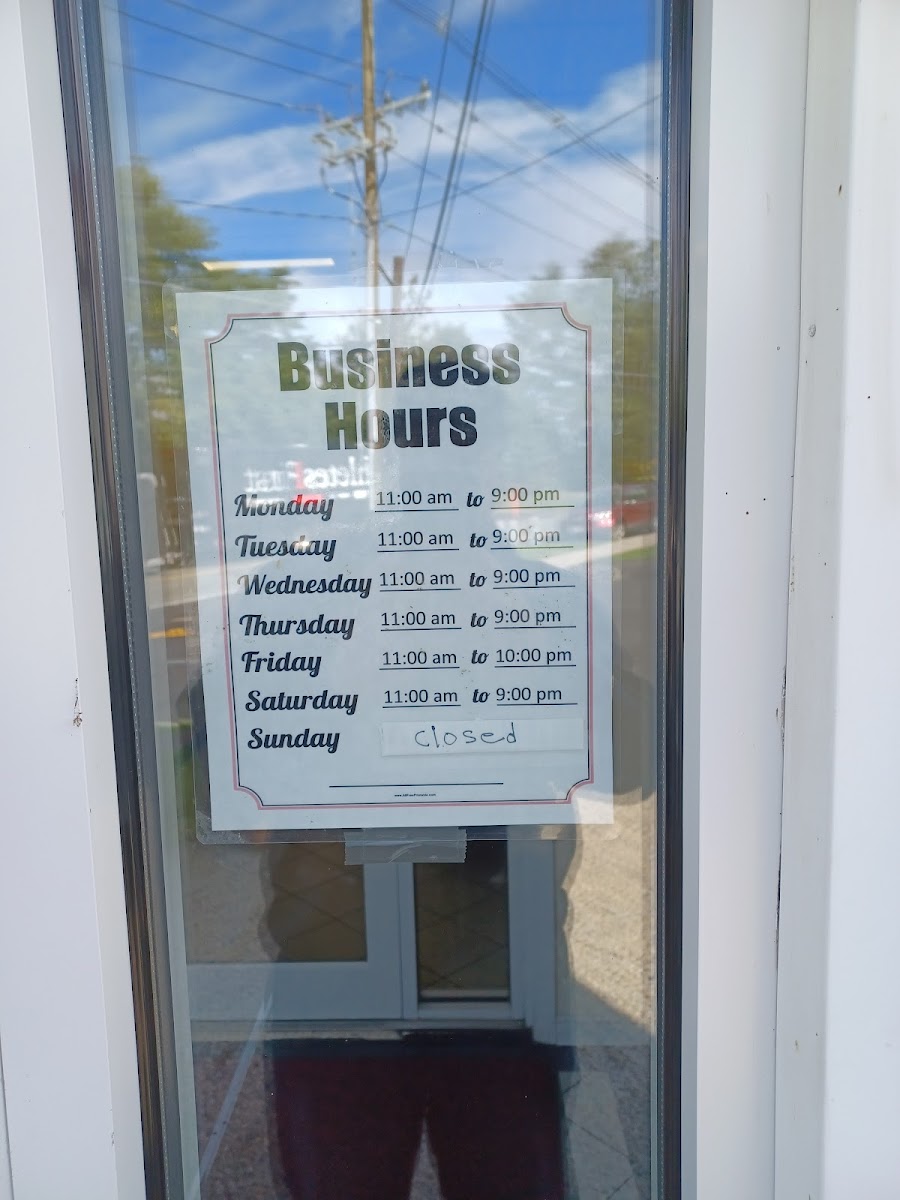 Business
Hours
Monday 11:00 am to 9:00 pm
Tuesday 11:00 am to 9:00 pm
Wednesday 11:00 am to 9:00 pm
Thursday 11:00 am to 9:00 pm
Friday 11:00 am to 10:00 pm
Saturday 11:00 am to 9:00 pm
Sunday closed